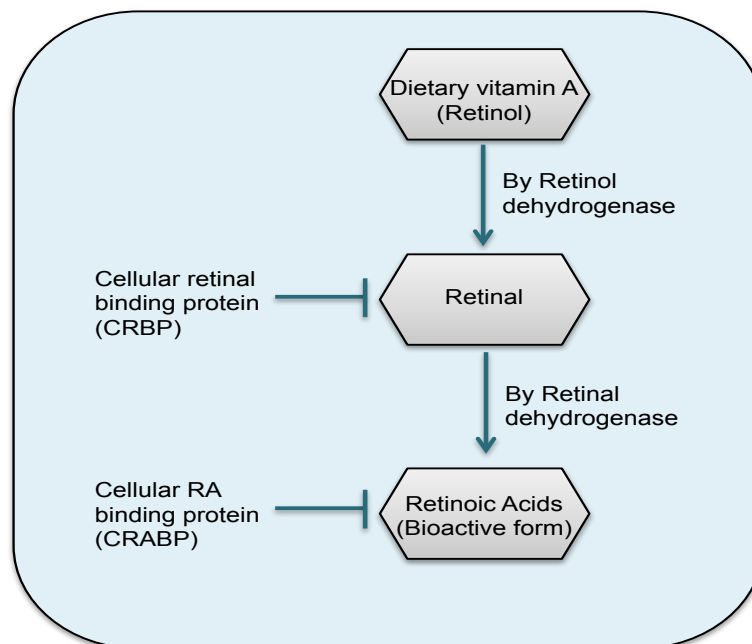 Dietary vitamin A
(Retinol)
By Retinol
dehydrogenase
Cellular retinal
binding protein
(CRBP)
Retinal
By Retinal
dehydrogenase
Cellular RA
binding protein
(CRABP)
Retinoic Acids
(Bioactive form)